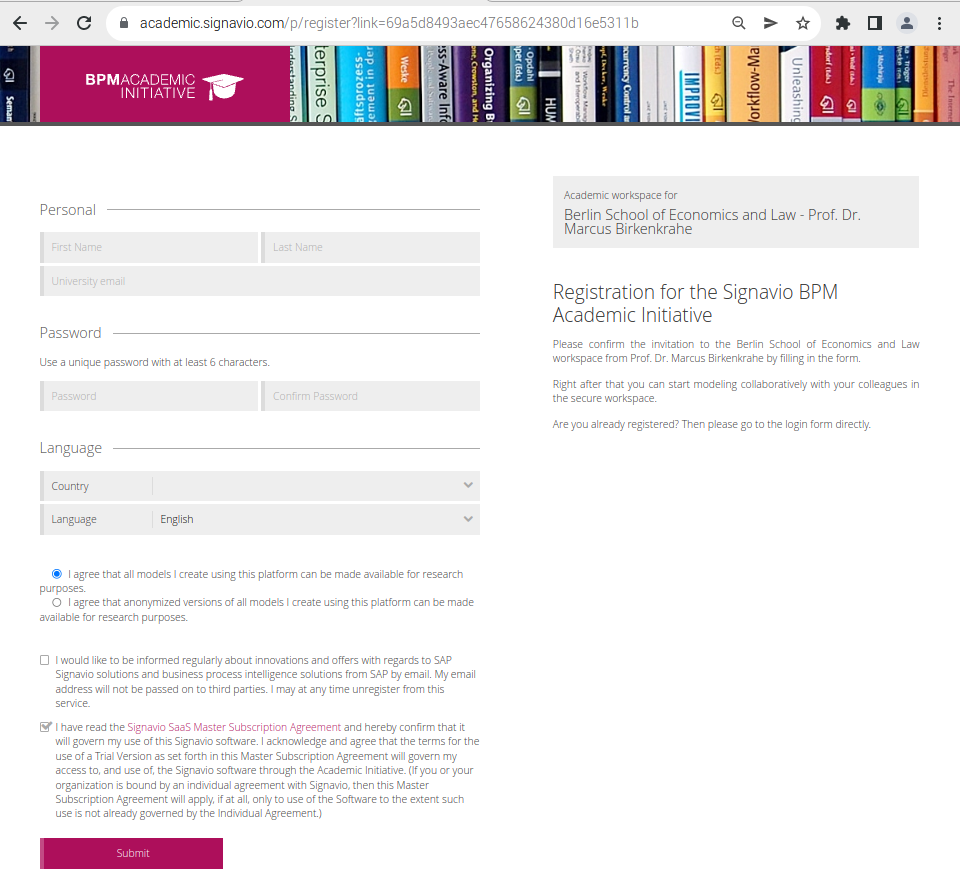 academic.signavio.com/p/register?link=69a5d8493aec47658624380d16e5311b
BPMACADEMIC
INITIATIVE
Seman
terprise
Weske
Organizing
Unleashing
Personal
First Name
Last Name
University email
Password
Use a unique password with at least 6 characters.
Password
Confirm Password
Language
Country
Language
English
I agree that all models I create using this platform can be made available for research
purposes.
I agree that anonymized versions of all models I create using this platform can be made
available for research purposes.
I would like to be informed regularly about innovations and offers with regards to SAP
Signavio solutions and business process intelligence solutions from SAP by email. My email
address will not be passed on to third parties. I may at any time unregister from this
service.
I have read the Signavio SaaS Master Subscription Agreement and hereby confirm that it
will govern my use of this Signavio software. I acknowledge and agree that the terms for the
use of a Trial Version as set forth in this Master Subscription Agreement will govern my
access to, and use of, the Signavio software through the Academic Initiative. (If you or your
organization is bound by an individual agreement with Signavio, then this Master
Subscription Agreement will apply, if at all, only to use of the Software to the extent such
use is not already governed by the Individual Agreement.)
Submit
Academic workspace for
Berlin School of Economics and Law - Prof. Dr.
Marcus Birkenkrahe
Registration for the Signavio BPM
Academic Initiative
Please confirm the invitation to the Berlin School of Economics and Law
workspace from Prof. Dr. Marcus Birkenkrahe by filling in the form.
Right after that you can start modeling collaboratively with your colleagues in
the secure workspace.
Are you already registered? Then please go to the login form directly.